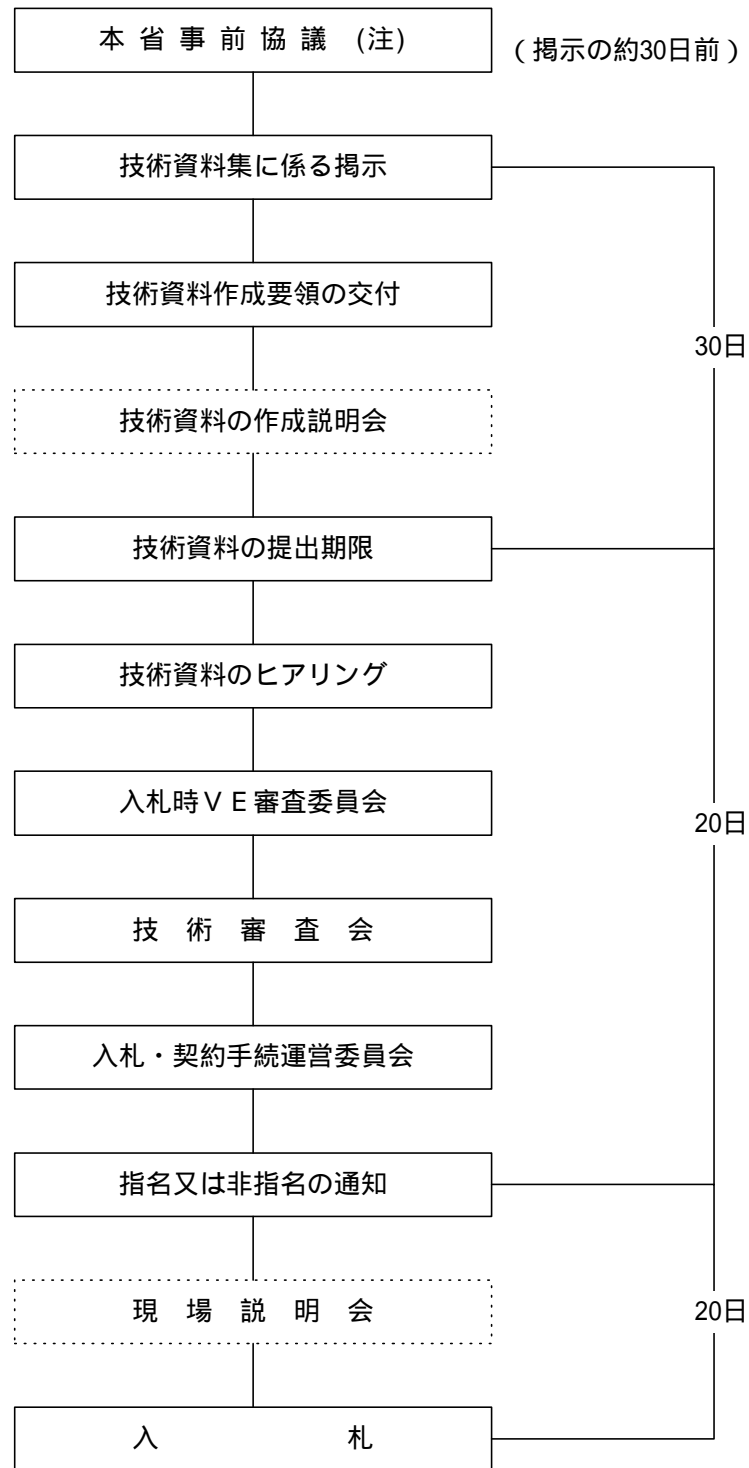 本 省 事 前 協 議 (注)
（ 掲示の約30日前 ）
技術資料集に係る掲示
技術資料作成要領の交付
30日
技術資料の作成説明会
技術資料の提出期限
技術資料のヒアリング
入札時ＶＥ審査委員会
20日
技 術 審 査 会
入札・契約手続運営委員会
指名又は非指名の通知
現 場 説 明 会
20日
入 札